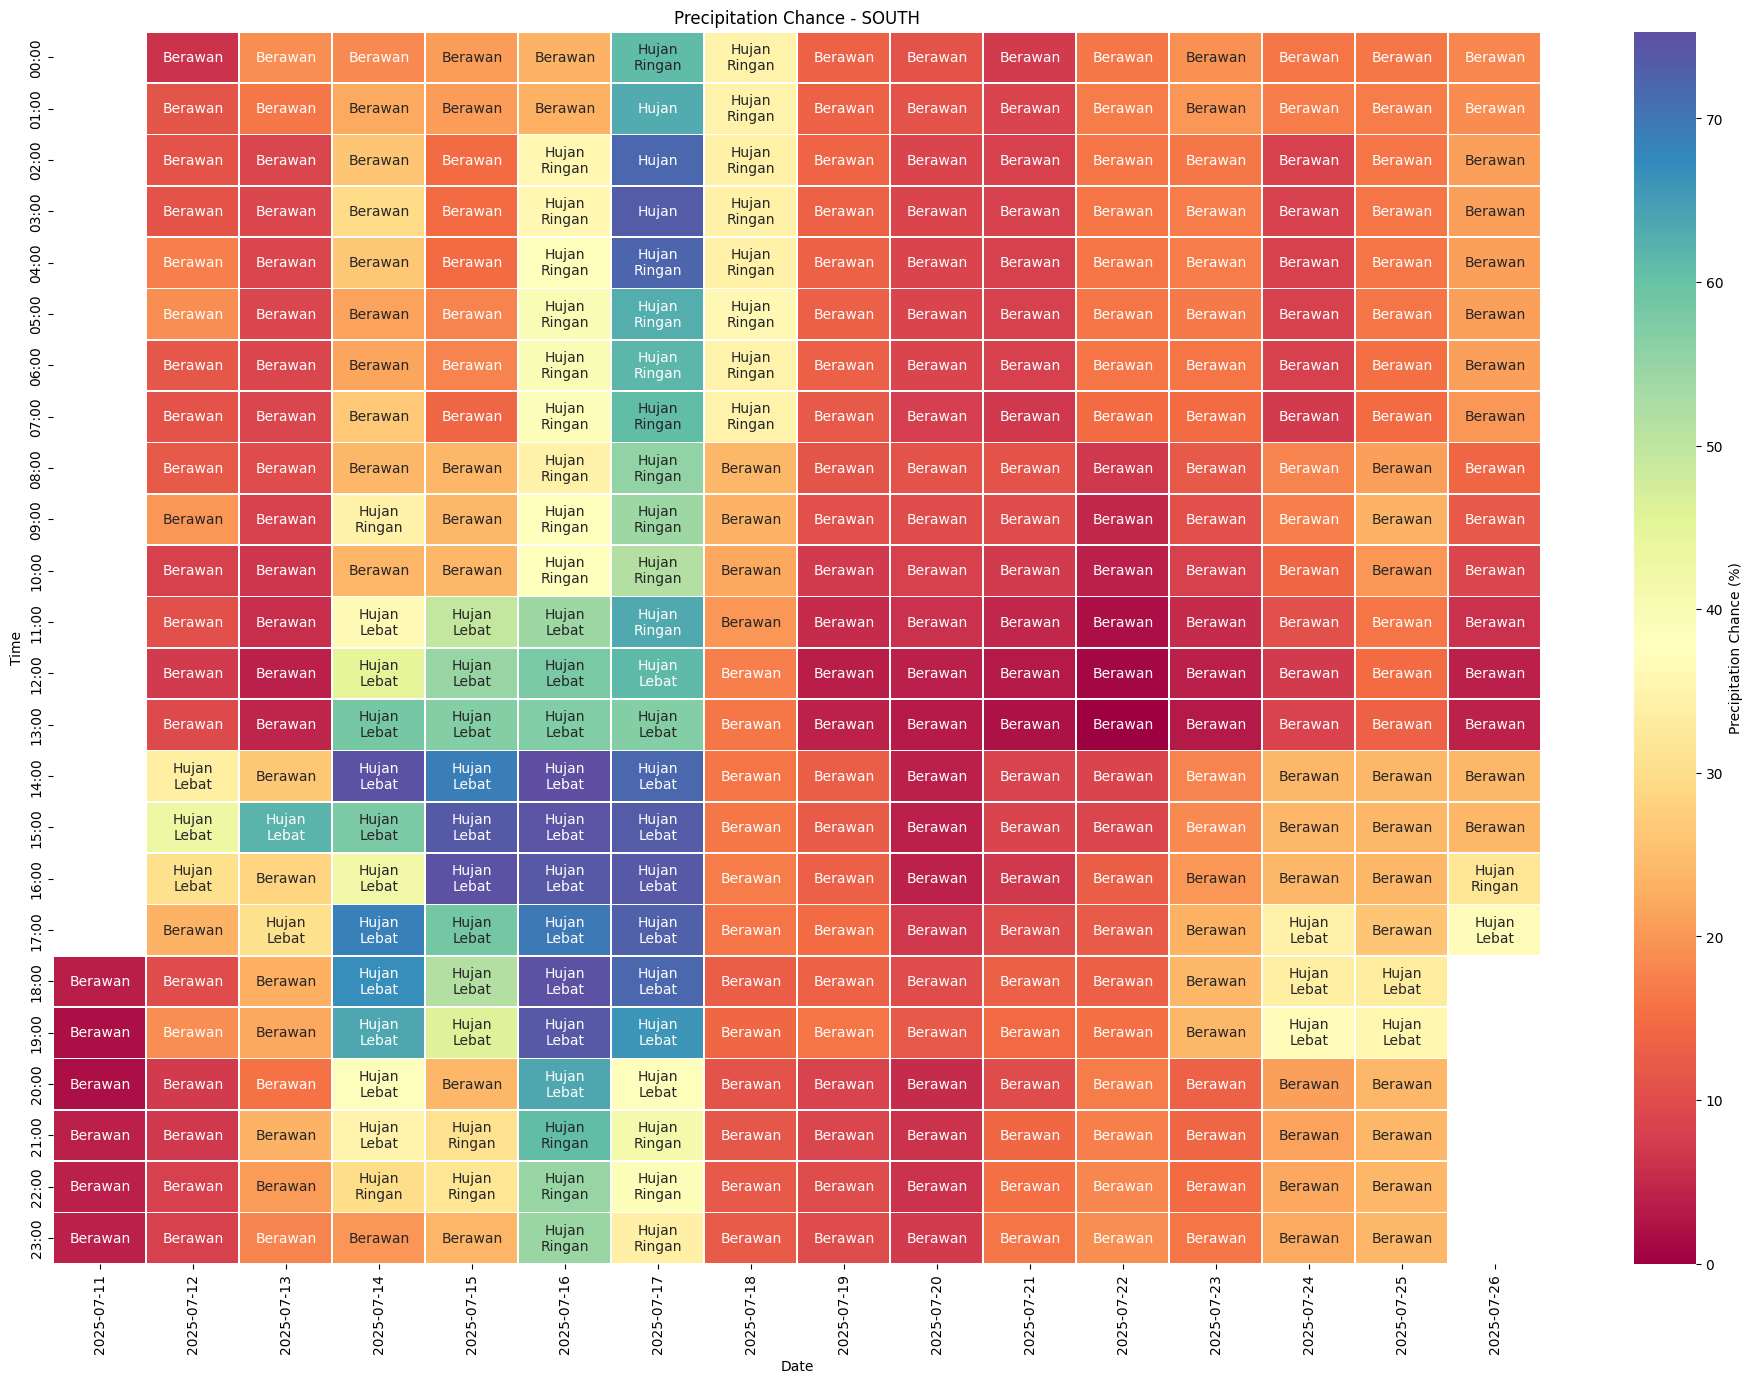 Precipitation Chance - SOUTH
00:00 Berawan Berawan Berawan Berawan Berawan Hujan Ringan Hujan Ringan Berawan Berawan Berawan Berawan Berawan Berawan Berawan Berawan
01:00 Berawan Berawan Berawan Berawan Berawan Hujan Hujan Ringan Berawan Berawan Berawan Berawan Berawan Berawan Berawan Berawan
02:00 Berawan Berawan Berawan Berawan Hujan Ringan Hujan Hujan Ringan Berawan Berawan Berawan Berawan Berawan Berawan Berawan Berawan
03:00 Berawan Berawan Berawan Berawan Hujan Ringan Hujan Hujan Ringan Berawan Berawan Berawan Berawan Berawan Berawan Berawan Berawan
04:00 Berawan Berawan Berawan Berawan Hujan Ringan Hujan Ringan Hujan Ringan Berawan Berawan Berawan Berawan Berawan Berawan Berawan Berawan
05:00 Berawan Berawan Berawan Berawan Hujan Ringan Hujan Ringan Hujan Ringan Berawan Berawan Berawan Berawan Berawan Berawan Berawan Berawan
06:00 Berawan Berawan Berawan Berawan Hujan Ringan Hujan Ringan Hujan Ringan Berawan Berawan Berawan Berawan Berawan Berawan Berawan Berawan
07:00 Berawan Berawan Berawan Berawan Hujan Ringan Hujan Ringan Hujan Ringan Berawan Berawan Berawan Berawan Berawan Berawan Berawan Berawan
08:00 Berawan Berawan Berawan Berawan Hujan Ringan Hujan Ringan Berawan Berawan Berawan Berawan Berawan Berawan Berawan Berawan Berawan
09:00 Berawan Berawan Hujan Ringan Berawan Hujan Ringan Hujan Ringan Berawan Berawan Berawan Berawan Berawan Berawan Berawan Berawan Berawan
10:00 Berawan Berawan Berawan Berawan Hujan Ringan Hujan Ringan Berawan Berawan Berawan Berawan Berawan Berawan Berawan Berawan Berawan
11:00 Berawan Berawan Hujan Lebat Hujan Lebat Hujan Lebat Hujan Ringan Berawan Berawan Berawan Berawan Berawan Berawan Berawan Berawan Berawan
12:00 Berawan Berawan Hujan Lebat Hujan Lebat Hujan Lebat Hujan Lebat Berawan Berawan Berawan Berawan Berawan Berawan Berawan Berawan Berawan
13:00 Berawan Berawan Hujan Lebat Hujan Lebat Hujan Lebat Hujan Lebat Berawan Berawan Berawan Berawan Berawan Berawan Berawan Berawan Berawan
14:00 Hujan Lebat Berawan Hujan Lebat Hujan Lebat Hujan Lebat Hujan Lebat Berawan Berawan Berawan Berawan Berawan Berawan Berawan Berawan Berawan
15:00 Hujan Lebat Hujan Lebat Hujan Lebat Hujan Lebat Hujan Lebat Hujan Lebat Berawan Berawan Berawan Berawan Berawan Berawan Berawan Berawan Berawan
16:00 Hujan Lebat Berawan Hujan Lebat Hujan Lebat Hujan Lebat Hujan Lebat Berawan Berawan Berawan Berawan Berawan Berawan Berawan Berawan Hujan Ringan
17:00 Berawan Hujan Lebat Hujan Lebat Hujan Lebat Hujan Lebat Hujan Lebat Berawan Berawan Berawan Berawan Berawan Berawan Hujan Lebat Berawan Hujan Lebat
18:00 Berawan Berawan Berawan Hujan Lebat Hujan Lebat Hujan Lebat Hujan Lebat Berawan Berawan Berawan Berawan Berawan Berawan Hujan Lebat Hujan Lebat
19:00 Berawan Berawan Berawan Hujan Lebat Hujan Lebat Hujan Lebat Hujan Lebat Berawan Berawan Berawan Berawan Berawan Berawan Hujan Lebat Hujan Lebat
20:00 Berawan Berawan Berawan Hujan Lebat Berawan Hujan Lebat Hujan Lebat Berawan Berawan Berawan Berawan Berawan Berawan Berawan Berawan
21:00 Berawan Berawan Berawan Hujan Lebat Hujan Ringan Hujan Ringan Hujan Ringan Berawan Berawan Berawan Berawan Berawan Berawan Berawan Berawan
22:00 Berawan Berawan Berawan Hujan Ringan Hujan Ringan Hujan Ringan Hujan Ringan Berawan Berawan Berawan Berawan Berawan Berawan Berawan Berawan
23:00 Berawan Berawan Berawan Berawan Berawan Hujan Ringan Hujan Ringan Berawan Berawan Berawan Berawan Berawan Berawan Berawan Berawan
Time
2025-07-11 2025-07-12 2025-07-13 2025-07-14 2025-07-15 2025-07-16 2025-07-17 2025-07-18 2025-07-19 2025-07-20 2025-07-21 2025-07-22 2025-07-23 2025-07-24 2025-07-25 2025-07-26
Date
70
60
50
40
30
20
10
0
Precipitation Chance (%)